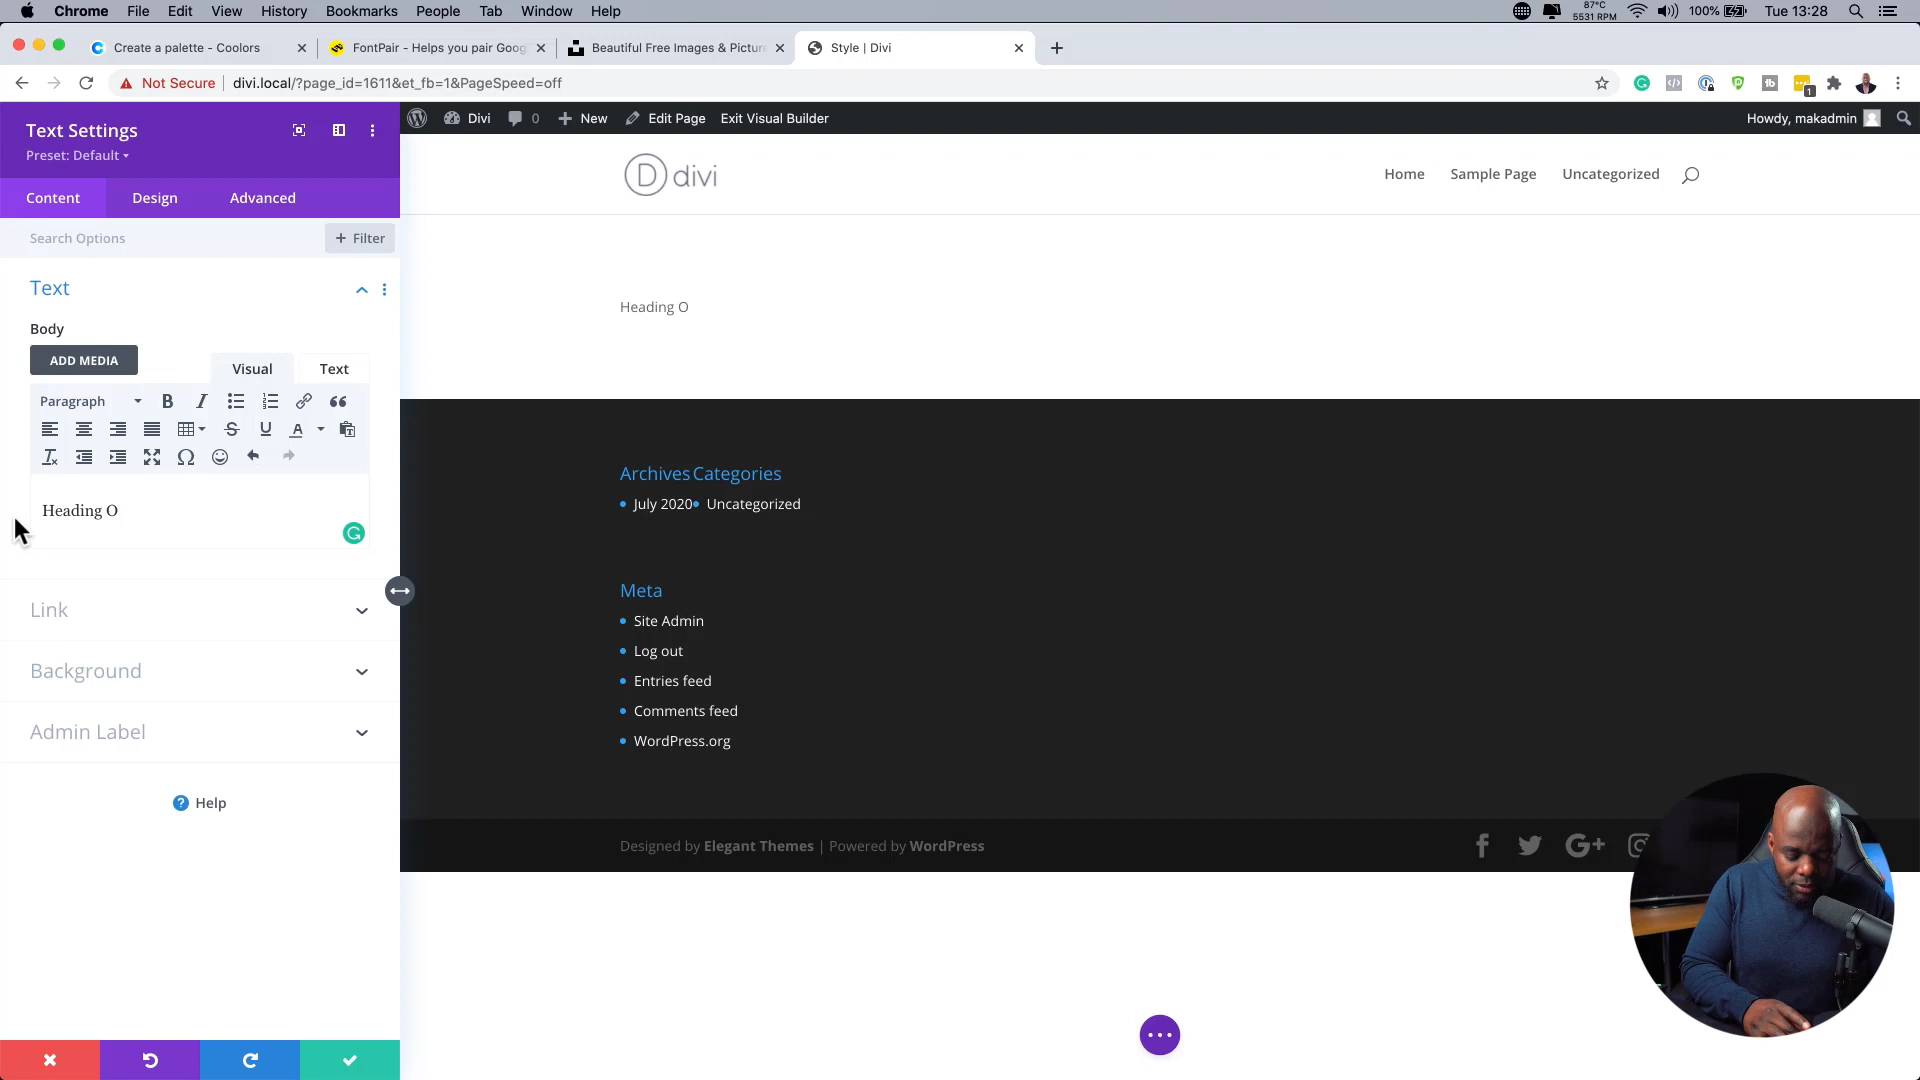 Chrome File Edit View History Bookmarks People Tab Window Help
87°C
5531 RPM
100%
Tue 13:28
Create a palette - Coolors
FontPair - Helps you pair Goog
Beautiful Free Images & Picture
Style | Divi
Not Secure
divi.local/?page_id=1611&et_fb=1&PageSpeed=off
1
Text Settings
Preset: Default
Divi
0
New
Edit Page
Exit Visual Builder
Howdy, makadmin
Content
Design
Advanced
D divi
Home
Sample Page
Uncategorized
Search Options
+ Filter
Text
Body
ADD MEDIA
Visual
Text
Paragraph
Heading O
Heading O
Link
Background
Admin Label
Help
Archives
July 2020
Categories
Uncategorized
Meta
Site Admin
Log out
Entries feed
Comments feed
WordPress.org
Designed by Elegant Themes | Powered by WordPress